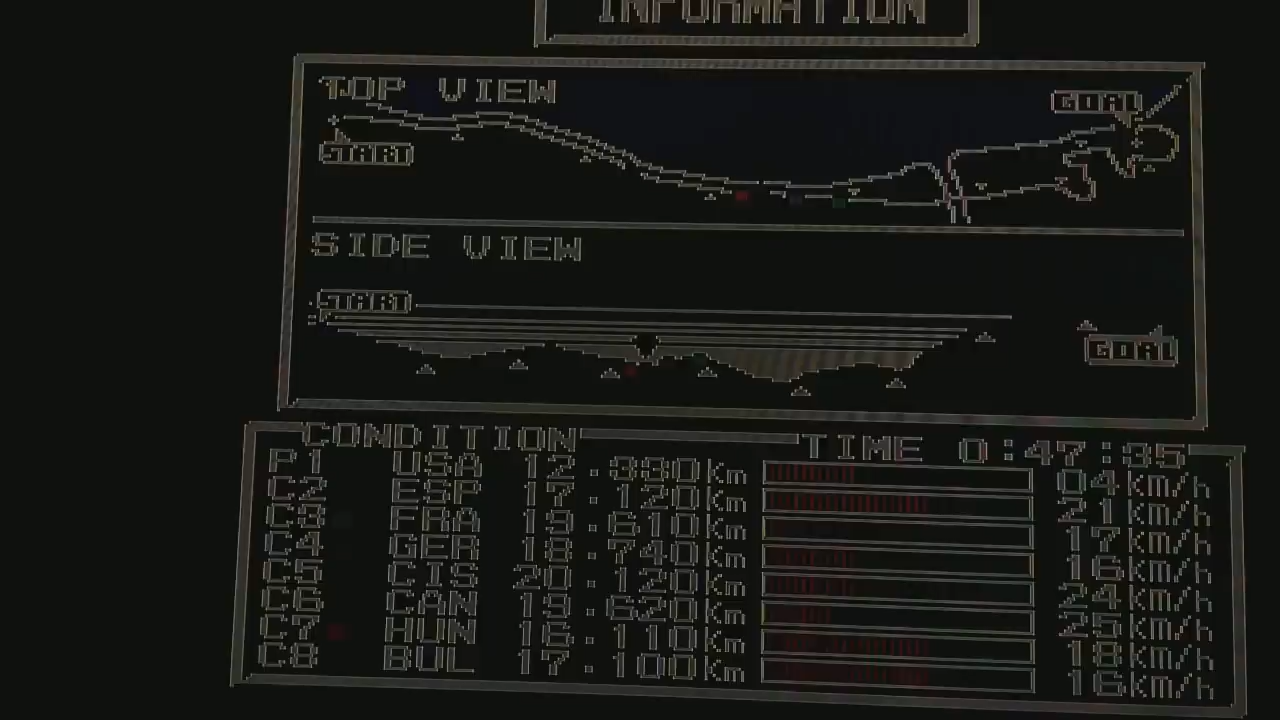 INFORMATION
TOP VIEW
GOAL
START
SIDE VIEW
START
GOAL
CONDITION TIME 0:47:35
P1 USA 12.330Km 04km/h
C2 ESP 17.120Km 21km/h
C3 FRA 19.610Km 17km/h
C4 GER 18.740Km 16km/h
C5 CIS 20.120Km 24km/h
C6 CAN 19.620Km 25km/h
C7 HUN 16.110Km 18km/h
C8 BUL 17.100Km 16km/h